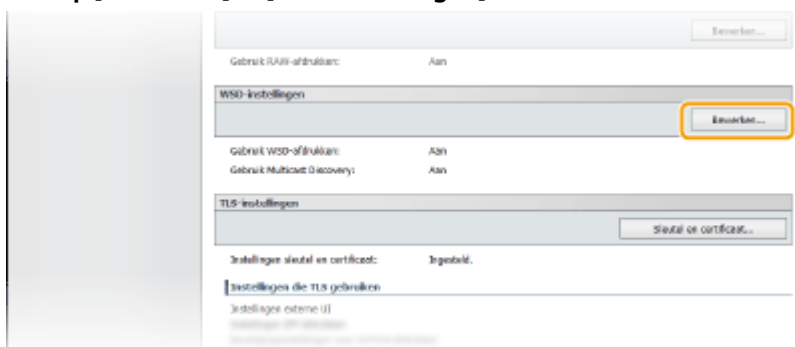 Bewerken...
Gebruik RAW-afdrukken: Aan
WSD-instellingen
Bewerken...
Gebruik WSD-afdrukken: Aan
Gebruik Multicast Discovery: Aan
TLS-instellingen
Sleutel en certificaat...
Instellingen sleutel en certificaat: Ingesteld.
Instellingen die TLS gebruiken
Instellingen externe UI